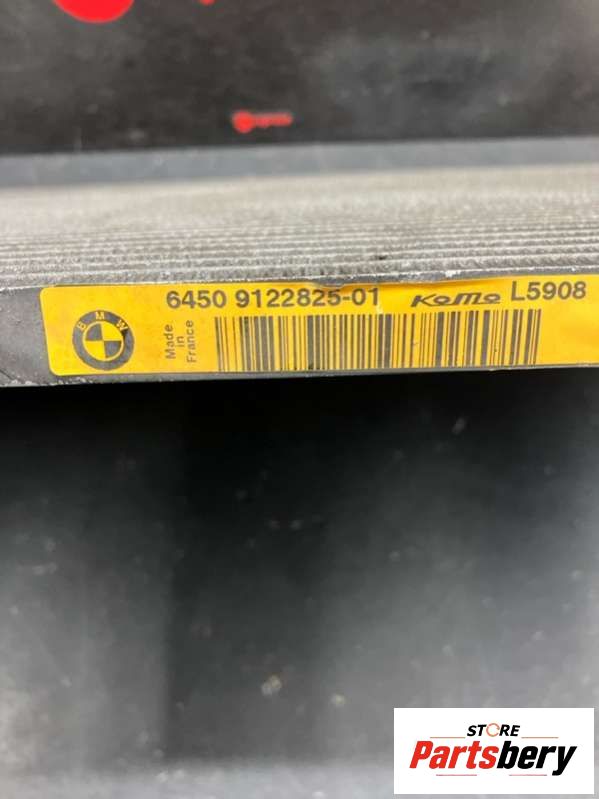 6450 9122825-01 KoMo L5908
BMW
Made
in
France
STORE
Partsbery